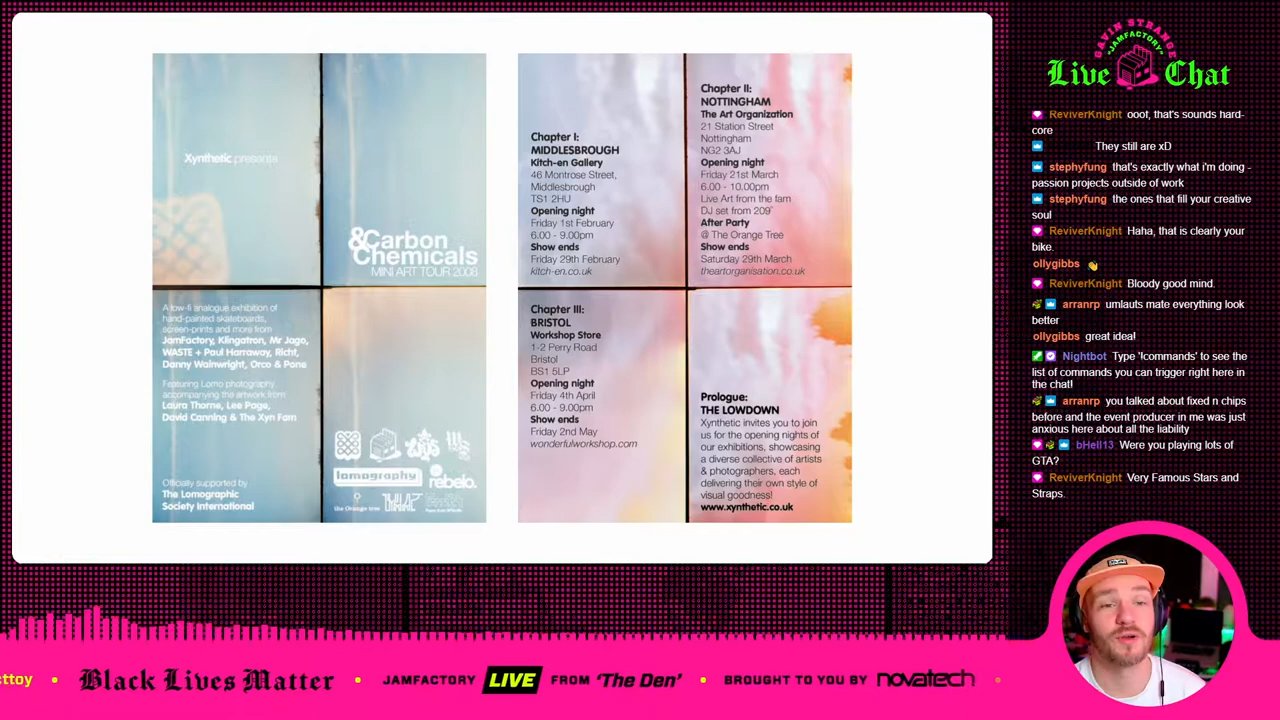 Xynthetic presents
&Carbon
Chemicals
MINI ART TOUR 2008
A low-fi analogue exhibition of
hand-painted skateboards,
screen-prints and more from
JamFactory, Klingatron, Mr Jago,
WASTE + Paul Harraway, Richt,
Danny Wainwright, Orco & Pone
Featuring Lomo photography
accompanying the artwork from
Laura Thorne, Lee Page,
David Canning & The Xyn Fam
Officially supported by
The Lomographic
Society International
lomography
rebelo.
the Orange tree
Chapter I:
MIDDLESBROUGH
Kitch-en Gallery
46 Montrose Street,
Middlesbrough
TS1 2HU
Opening night
Friday 1st February
6.00 - 9.00pm
Show ends
Friday 29th February
kitch-en.co.uk
Chapter II:
NOTTINGHAM
The Art Organization
21 Station Street
Nottingham
NG2 3AJ
Opening night
Friday 21st March
6.00 - 10.00pm
Live Art from the fam
DJ set from 209˚
After Party
@ The Orange Tree
Show ends
Saturday 29th March
theartorganisation.co.uk
Chapter III:
BRISTOL
Workshop Store
1-2 Perry Road
Bristol
BS1 5LP
Opening night
Friday 4th April
6.00 - 9.00pm
Show ends
Friday 2nd May
wonderfulworkshop.com
Prologue:
THE LOWDOWN
Xynthetic invites you to join
us for the opening nights of
our exhibitions, showcasing
a diverse collective of artists
& photographers, each
delivering their own style of
visual goodness!
www.xynthetic.co.uk
GAVIN STRANGE
"JAMFACTORY"
Live Chat
ReviverKnight ooot, that's sounds hard-
core
They still are xD
stephyfung that's exactly what i'm doing -
passion projects outside of work
stephyfung the ones that fill your creative
soul
ReviverKnight Haha, that is clearly your
bike.
ollygibbs 👏
ReviverKnight Bloody good mind.
arranrp umlauts mate everything look
better
ollygibbs great idea!
Nightbot Type '!commands' to see the
list of commands you can trigger right here in
the chat!
arranrp you talked about fixed n chips
before and the event producer in me was just
anxious here about all the liability
bHell13 Were you playing lots of
GTA?
ReviverKnight Very Famous Stars and
Straps.
cttoy • Black Lives Matter • JAMFACTORY LIVE FROM 'The Den' • BROUGHT TO YOU BY novatech •